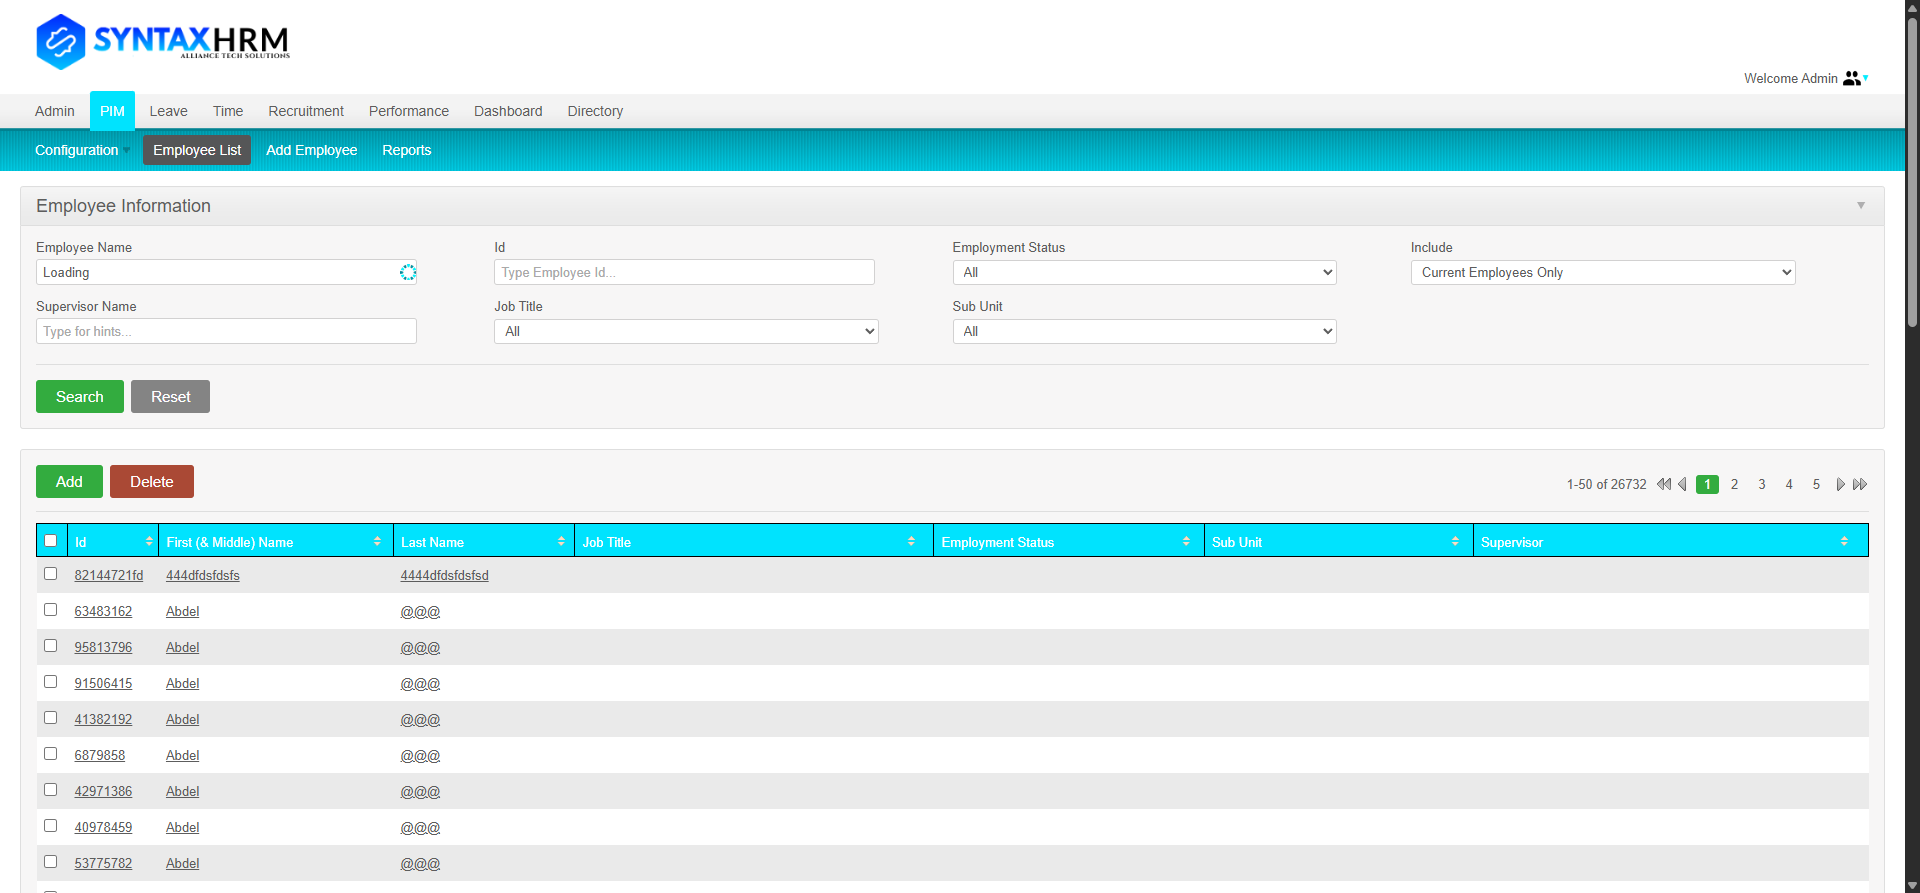 SYNTAXHRM
ALLIANCE TECH SOLUTIONS
Welcome Admin
Admin PIM Leave Time Recruitment Performance Dashboard Directory
Configuration Employee List Add Employee Reports
Employee Information
Employee Name Id Employment Status Include
Loading Type Employee Id... All Current Employees Only
Supervisor Name Job Title Sub Unit
Type for hints... All All
Search Reset
Add Delete 1-50 of 26732 1 2 3 4 5
Id First (& Middle) Name Last Name Job Title Employment Status Sub Unit Supervisor
82144721fd 444dfdsfdsfs 4444dfdsfdsfsd
63483162 Abdel @@@
95813796 Abdel @@@
91506415 Abdel @@@
41382192 Abdel @@@
6879858 Abdel @@@
42971386 Abdel @@@
40978459 Abdel @@@
53775782 Abdel @@@